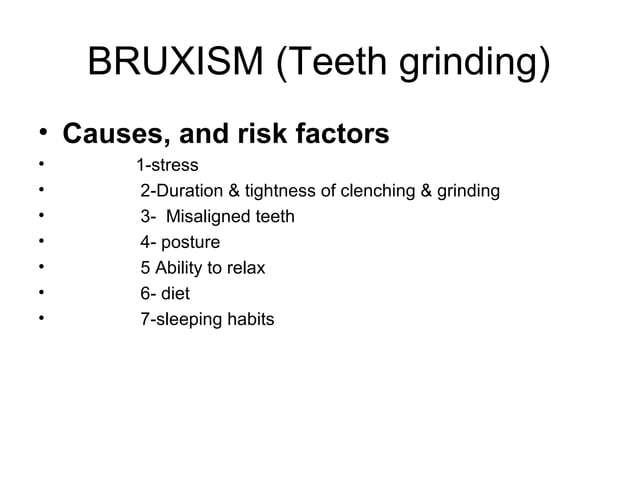 BRUXISM (Teeth grinding)
• Causes, and risk factors
• 1-stress
• 2-Duration & tightness of clenching & grinding
• 3- Misaligned teeth
• 4- posture
• 5 Ability to relax
• 6- diet
• 7-sleeping habits